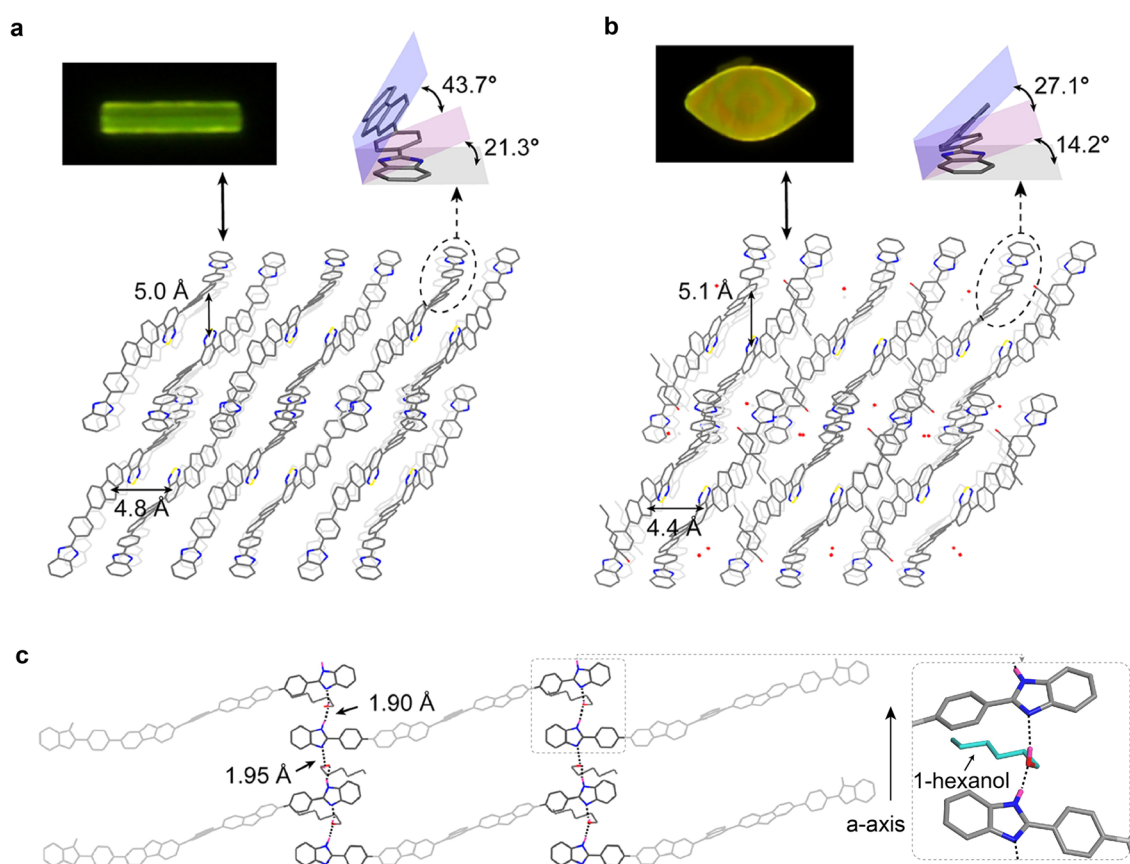 a
43.7°
21.3°
5.0 Å
4.8 Å
b
27.1°
14.2°
5.1 Å
4.4 Å
c
1.90 Å
1.95 Å
a-axis
1-hexanol